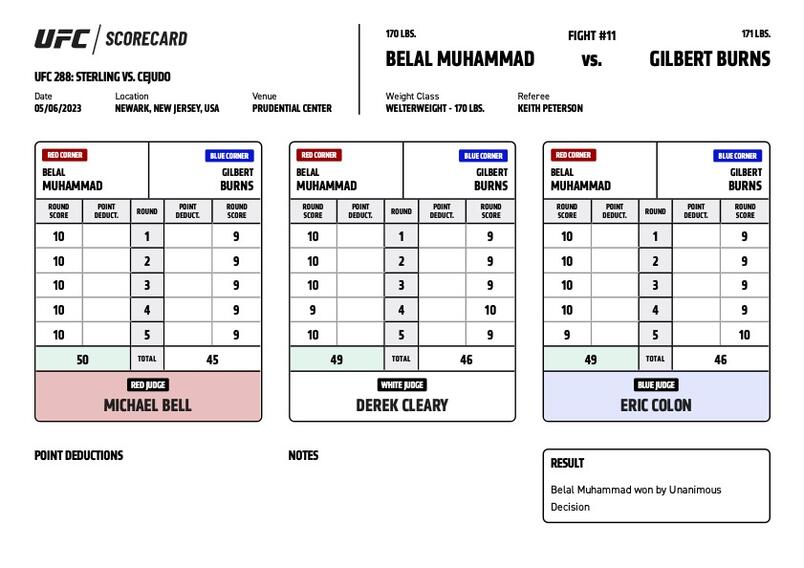 UFC / SCORECARD
UFC 288: STERLING VS. CEJUDO
Date Location Venue
05/06/2023 NEWARK, NEW JERSEY, USA PRUDENTIAL CENTER
170 LBS. FIGHT #11 171 LBS.
BELAL MUHAMMAD vs. GILBERT BURNS
Weight Class Referee
WELTERWEIGHT - 170 LBS. KEITH PETERSON
RED CORNER BLUE CORNER
BELAL GILBERT
MUHAMMAD BURNS
ROUND SCORE POINT DEDUCT. ROUND POINT DEDUCT. ROUND SCORE
10 1 9
10 2 9
10 3 9
10 4 9
10 5 9
50 TOTAL 45
RED JUDGE
MICHAEL BELL
RED CORNER BLUE CORNER
BELAL GILBERT
MUHAMMAD BURNS
ROUND SCORE POINT DEDUCT. ROUND POINT DEDUCT. ROUND SCORE
10 1 9
10 2 9
10 3 9
9 4 10
10 5 9
49 TOTAL 46
WHITE JUDGE
DEREK CLEARY
RED CORNER BLUE CORNER
BELAL GILBERT
MUHAMMAD BURNS
ROUND SCORE POINT DEDUCT. ROUND POINT DEDUCT. ROUND SCORE
10 1 9
10 2 9
10 3 9
10 4 9
9 5 10
49 TOTAL 46
BLUE JUDGE
ERIC COLON
POINT DEDUCTIONS
NOTES
RESULT
Belal Muhammad won by Unanimous
Decision